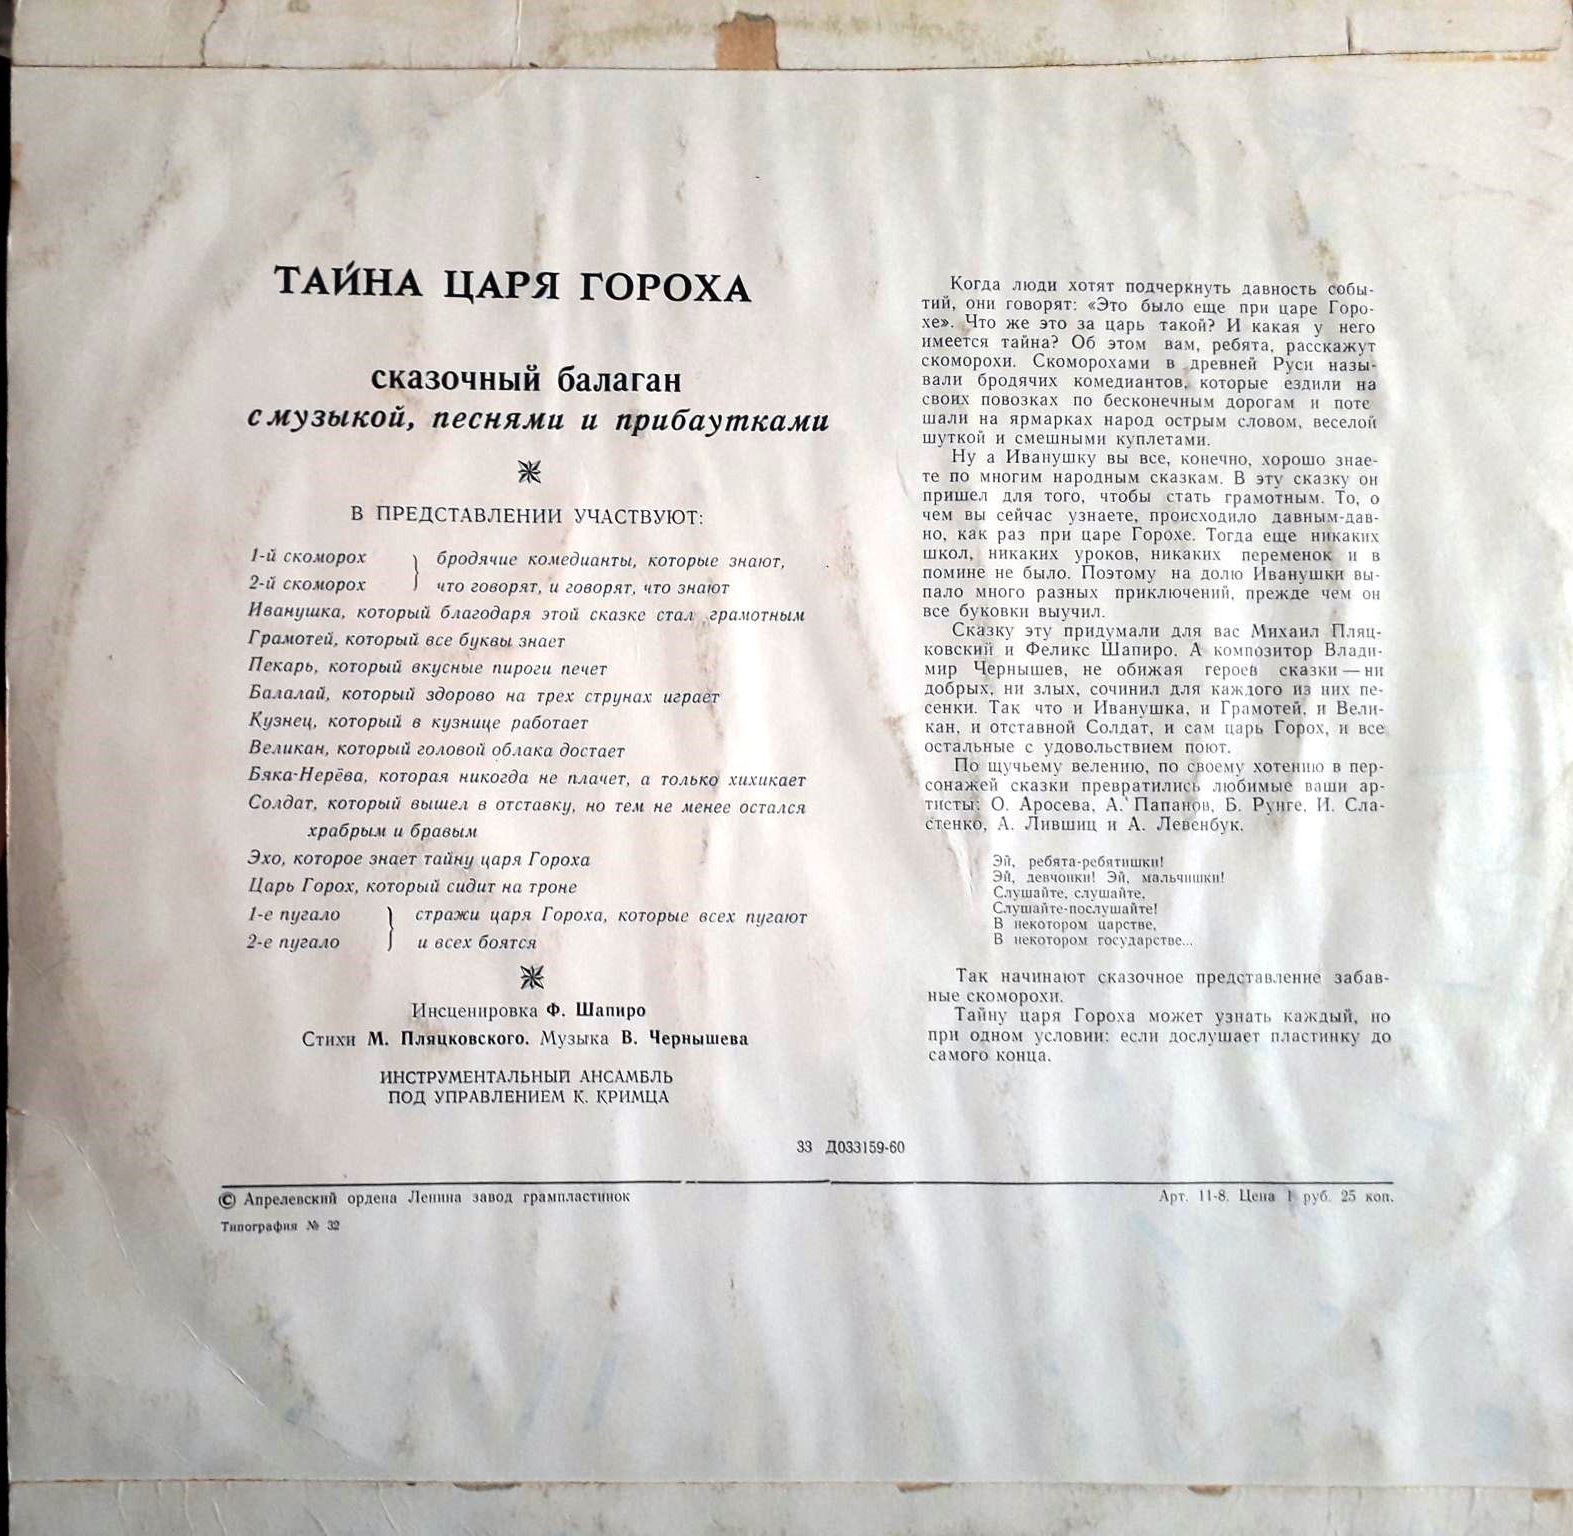 ТАЙНА ЦАРЯ ГОРОХА
сказочный балаган
с музыкой, песнями и прибаутками
В ПРЕДСТАВЛЕНИИ УЧАСТВУЮТ:
1-й скоморох } бродячие комедианты, которые знают,
2-й скоморох } что говорят, и говорят, что знают
Иванушка, который благодаря этой сказке стал грамотным
Грамотей, который все буквы знает
Пекарь, который вкусные пироги печет
Балалай, который здорово на трех струнах играет
Кузнец, который в кузнице работает
Великан, который головой облака достает
Бяка-Нерёва, которая никогда не плачет, а только хихикает
Солдат, который вышел в отставку, но тем не менее остался
храбрым и бравым
Эхо, которое знает тайну царя Гороха
Царь Горох, который сидит на троне
1-е пугало } стражи царя Гороха, которые всех пугают
2-е пугало } и всех боятся
Инсценировка Ф. Шапиро
Стихи М. Пляцковского. Музыка В. Чернышева
ИНСТРУМЕНТАЛЬНЫЙ АНСАМБЛЬ
ПОД УПРАВЛЕНИЕМ К. КРИМЦА
Когда люди хотят подчеркнуть давность собы-
тий, они говорят: «Это было еще при царе Горо-
хе». Что же это за царь такой? И какая у него
имеется тайна? Об этом вам, ребята, расскажут
скоморохи. Скоморохами в древней Руси назы-
вали бродячих комедиантов, которые ездили на
своих повозках по бесконечным дорогам и поте
шали на ярмарках народ острым словом, веселой
шуткой и смешными куплетами.
Ну а Иванушку вы все, конечно, хорошо знае-
те по многим народным сказкам. В эту сказку он
пришел для того, чтобы стать грамотным. То, о
чем вы сейчас узнаете, происходило давным-дав-
но, как раз при царе Горохе. Тогда еще никаких
школ, никаких уроков, никаких переменок и в
помине не было. Поэтому на долю Иванушки вы-
пало много разных приключений, прежде чем он
все буковки выучил.
Сказку эту придумали для вас Михаил Пляц-
ковский и Феликс Шапиро. А композитор Влади-
мир Чернышев, не обижая героев сказки — ни
добрых, ни злых, сочинил для каждого из них пе-
сенки. Так что и Иванушка, и Грамотей, и Вели-
кан, и отставной Солдат, и сам царь Горох, и все
остальные с удовольствием поют.
По щучьему велению, по своему хотению в пер-
сонажей сказки превратились любимые ваши ар-
тисты: О. Аросева, А. Папанов, Б. Рунге, И. Сла-
стенко, А. Лившиц и А. Левенбук.
Эй, ребята-ребятишки!
Эй, девчонки! Эй, мальчишки!
Слушайте, слушайте,
Слушайте-послушайте!
В некотором царстве,
В некотором государстве...
Так начинают сказочное представление забав-
ные скоморохи.
Тайну царя Гороха может узнать каждый, но
при одном условии: если дослушает пластинку до
самого конца.
33 Д033159-60
© Апрелевский ордена Ленина завод грампластинок
Арт. 11-8. Цена 1 руб. 25 коп.
Типография № 32